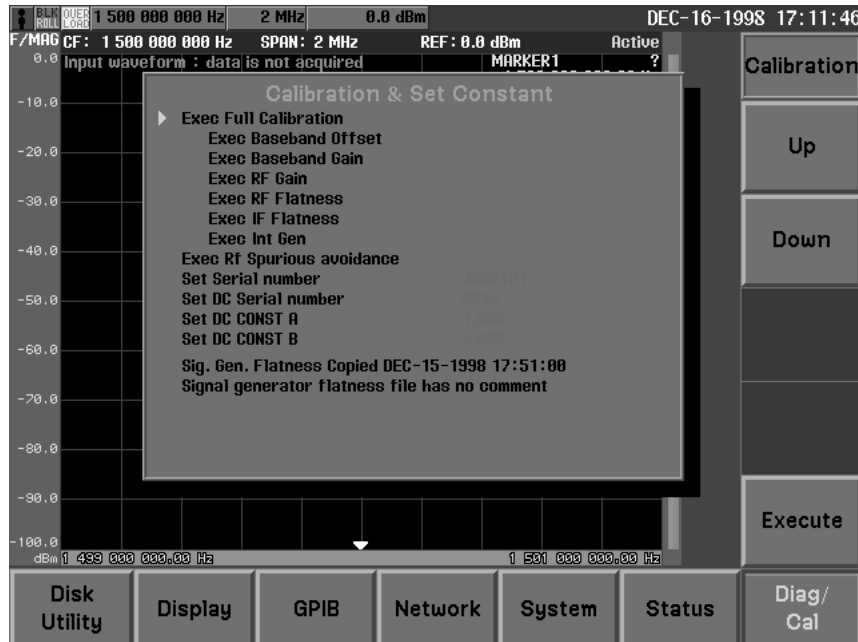 BLK ROLL OVER LOAD 1 500 000 000 Hz 2 MHz 0.0 dBm DEC-16-1998 17:11:46
F/MAG CF: 1 500 000 000 Hz SPAN: 2 MHz REF: 0.0 dBm Active
0.0 Input waveform : data is not acquired MARKER1 ?
Calibration & Set Constant
Exec Full Calibration
Exec Baseband Offset
Exec Baseband Gain
Exec RF Gain
Exec RF Flatness
Exec IF Flatness
Exec Int Gen
Exec Rf Spurious avoidance
Set Serial number
Set DC Serial number
Set DC CONST A
Set DC CONST B
Sig. Gen. Flatness Copied DEC-15-1998 17:51:00
Signal generator flatness file has no comment
-10.0
-20.0
-30.0
-40.0
-50.0
-60.0
-70.0
-80.0
-90.0
-100.0
dBm 1 499 000 000.00 Hz 1 501 000 000.00 Hz
Calibration
Up
Down
Execute
Disk Utility
Display
GPIB
Network
System
Status
Diag/ Cal